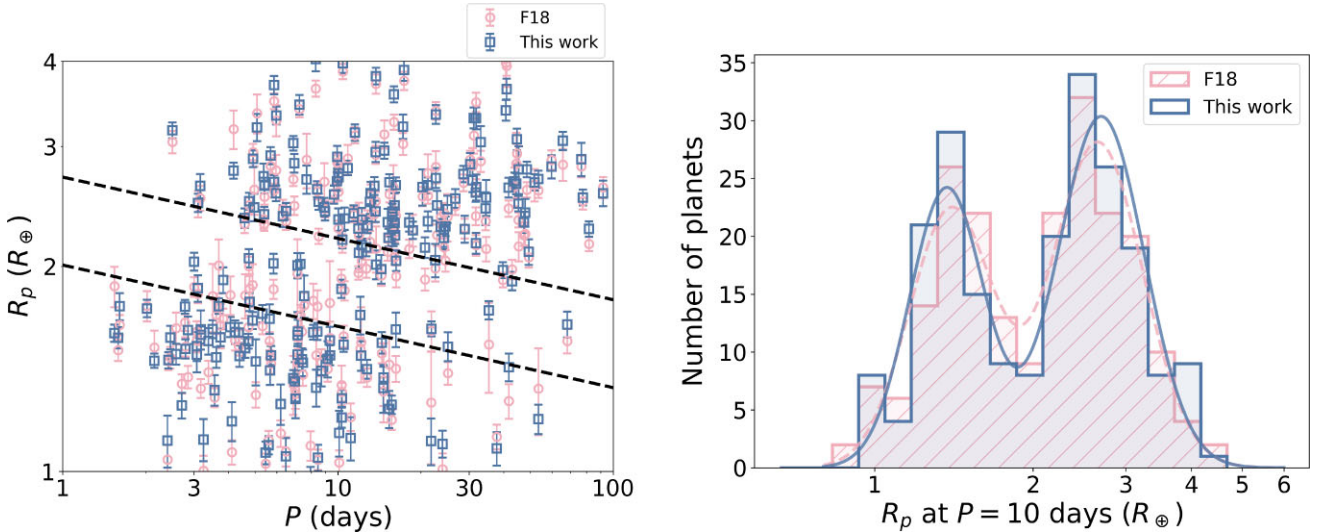 F18
This work
4
3
2
1
R_p (R_⊕)
1
3
10
30
100
P (days)
F18
This work
35
30
25
20
15
10
5
0
Number of planets
1
2
3
4
5
6
R_p at P = 10 days (R_⊕)